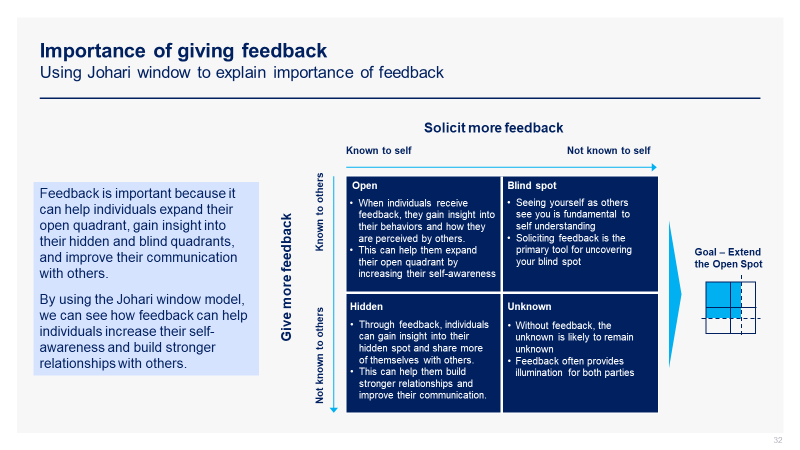 Importance of giving feedback
Using Johari window to explain importance of feedback
Feedback is important because it
can help individuals expand their
open quadrant, gain insight into
their hidden and blind quadrants,
and improve their communication
with others.
By using the Johari window model,
we can see how feedback can help
individuals increase their self-
awareness and build stronger
relationships with others.
Solicit more feedback
Known to self
Not known to self
Give more feedback
Known to others
Not known to others
Open
• When individuals receive
feedback, they gain insight into
their behaviors and how they
are perceived by others.
• This can help them expand
their open quadrant by
increasing their self-awareness
Blind spot
• Seeing yourself as others
see you is fundamental to
self understanding
• Soliciting feedback is the
primary tool for uncovering
your blind spot
Hidden
• Through feedback, individuals
can gain insight into their
hidden spot and share more
of themselves with others.
• This can help them build
stronger relationships and
improve their communication.
Unknown
• Without feedback, the
unknown is likely to remain
unknown
• Feedback often provides
illumination for both parties
Goal – Extend
the Open Spot
32